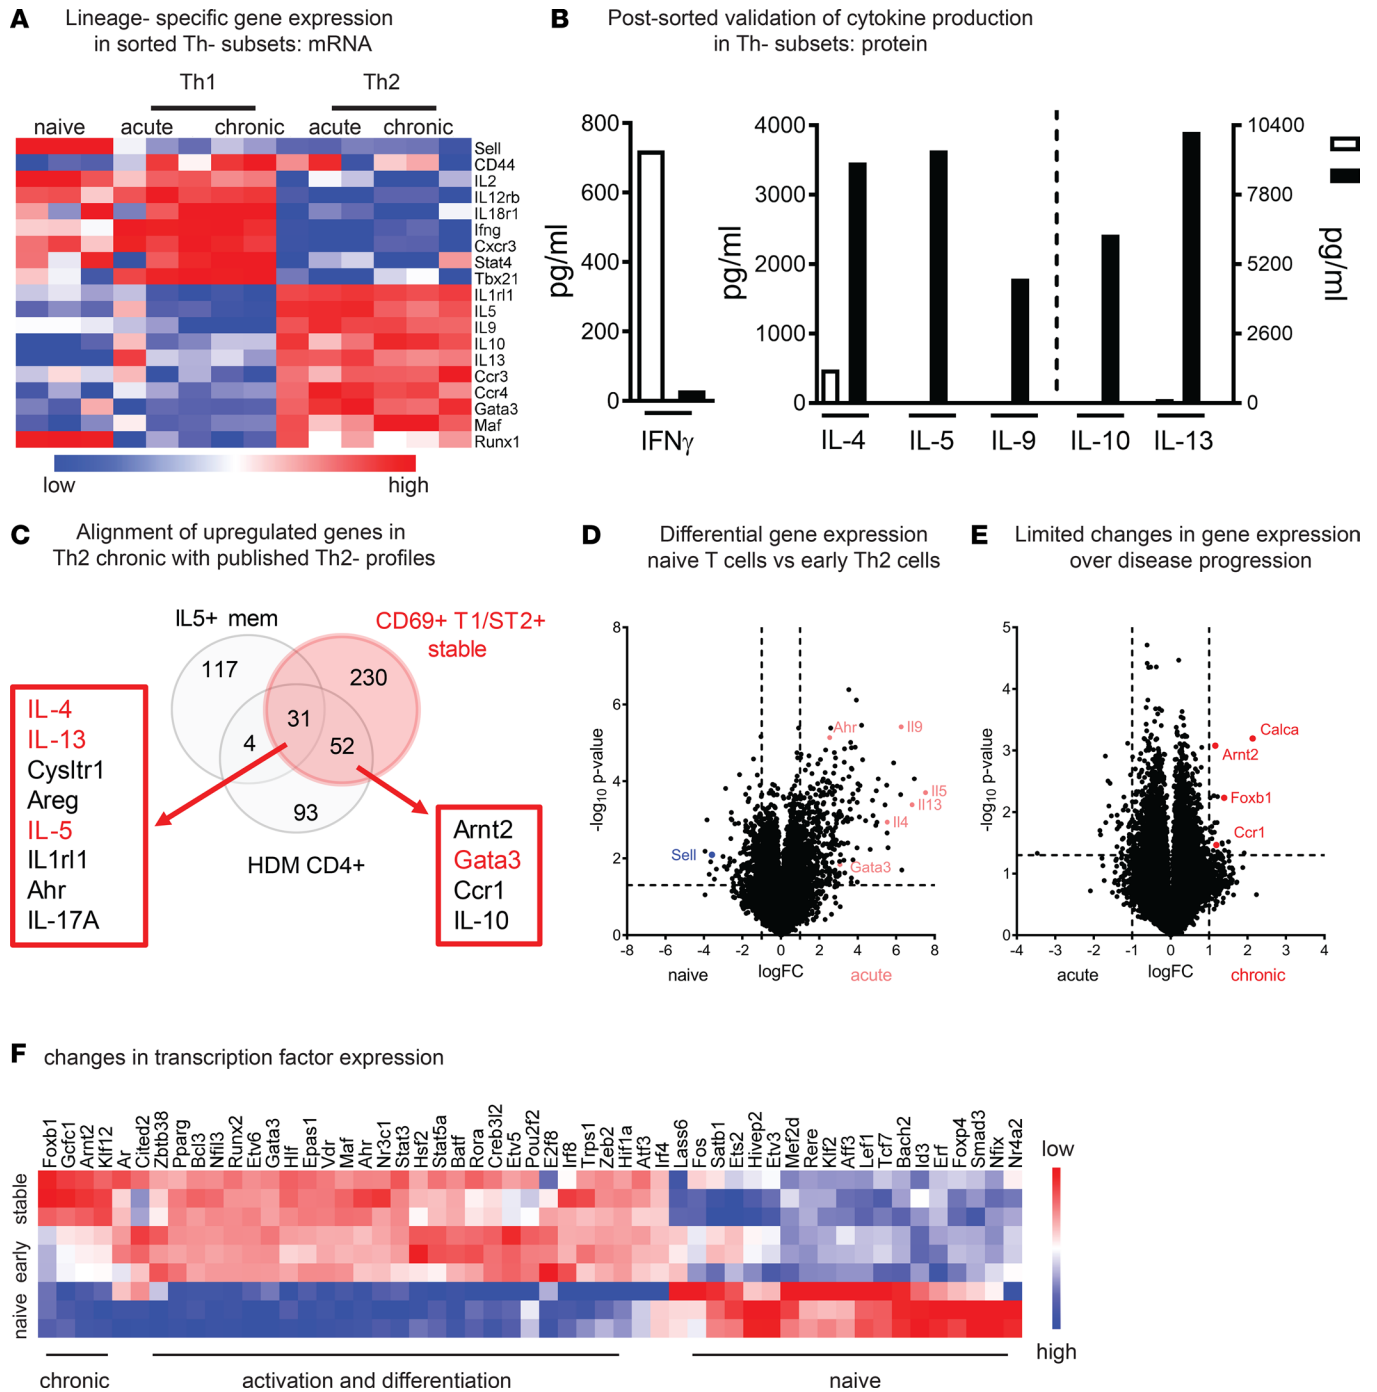 A
Lineage- specific gene expression
in sorted Th- subsets: mRNA
Th1
Th2
naive
acute
chronic
acute
chronic
Sell
CD44
IL2
IL12rb
IL18r1
Ifng
Cxcr3
Stat4
Tbx21
IL1rl1
IL5
IL9
IL10
IL13
Ccr3
Ccr4
Gata3
Maf
Runx1
low
high
B
Post-sorted validation of cytokine production
in Th- subsets: protein
pg/ml
800
600
400
200
0
IFNγ
pg/ml
4000
3000
2000
1000
0
IL-4
IL-5
IL-9
IL-10
IL-13
10400
7800
5200
2600
0
pg/ml
C
Alignment of upregulated genes in
Th2 chronic with published Th2- profiles
IL5+ mem
CD69+ T1/ST2+
stable
117
230
31
4
52
93
HDM CD4+
IL-4
IL-13
Cysltr1
Areg
IL-5
IL1rl1
Ahr
IL-17A
Arnt2
Gata3
Ccr1
IL-10
D
Differential gene expression
naive T cells vs early Th2 cells
-log10 p-value
8
6
4
2
0
-8
-6
-4
-2
0
2
4
6
8
naive
logFC
acute
Ahr
Il9
Il5
Il13
Il4
Gata3
Sell
E
Limited changes in gene expression
over disease progression
-log10 p-value
5
4
3
2
1
0
-4
-3
-2
-1
0
1
2
3
4
acute
logFC
chronic
Calca
Arnt2
Foxb1
Ccr1
F
changes in transcription factor expression
Foxb1
Gcfc1
Arnt2
Klf12
Ar
Cited2
Zbtb38
Pparg
Bcl3
Nfil3
Runx2
Etv6
Gata3
Hlf
Epas1
Vdr
Maf
Ahr
Nr3c1
Stat3
Hsf2
Stat5a
Batf
Rora
Creb3l2
Etv5
Pou2f2
E2f8
Irf8
Trps1
Zeb2
Hif1a
Atf3
Irf4
Lass6
Fos
Satb1
Ets2
Hivep2
Etv3
Mef2d
Rere
Klf2
Aff3
Lef1
Tcf7
Bach2
Id3
Erf
Foxp4
Smad3
Nfix
Nr4a2
stable
early
naive
chronic
activation and differentiation
naive
low
high